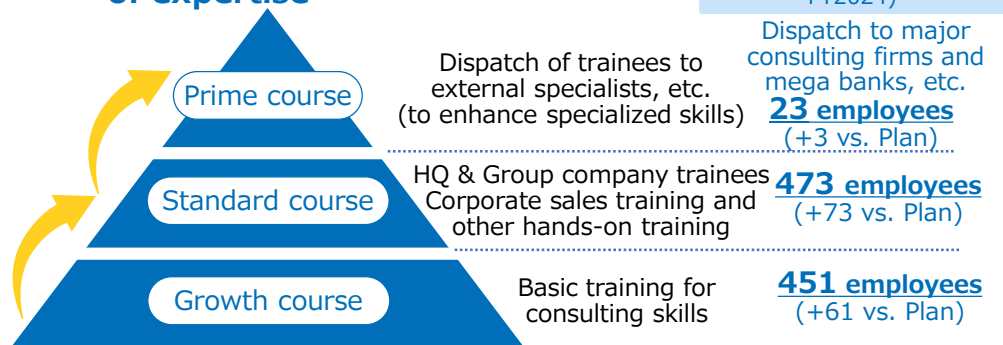 of expertise
FY2024)
Prime course
Dispatch of trainees to
external specialists, etc.
(to enhance specialized skills)
Dispatch to major
consulting firms and
mega banks, etc.
23 employees
(+3 vs. Plan)
Standard course
HQ & Group company trainees
Corporate sales training and
other hands-on training
473 employees
(+73 vs. Plan)
Growth course
Basic training for
consulting skills
451 employees
(+61 vs. Plan)